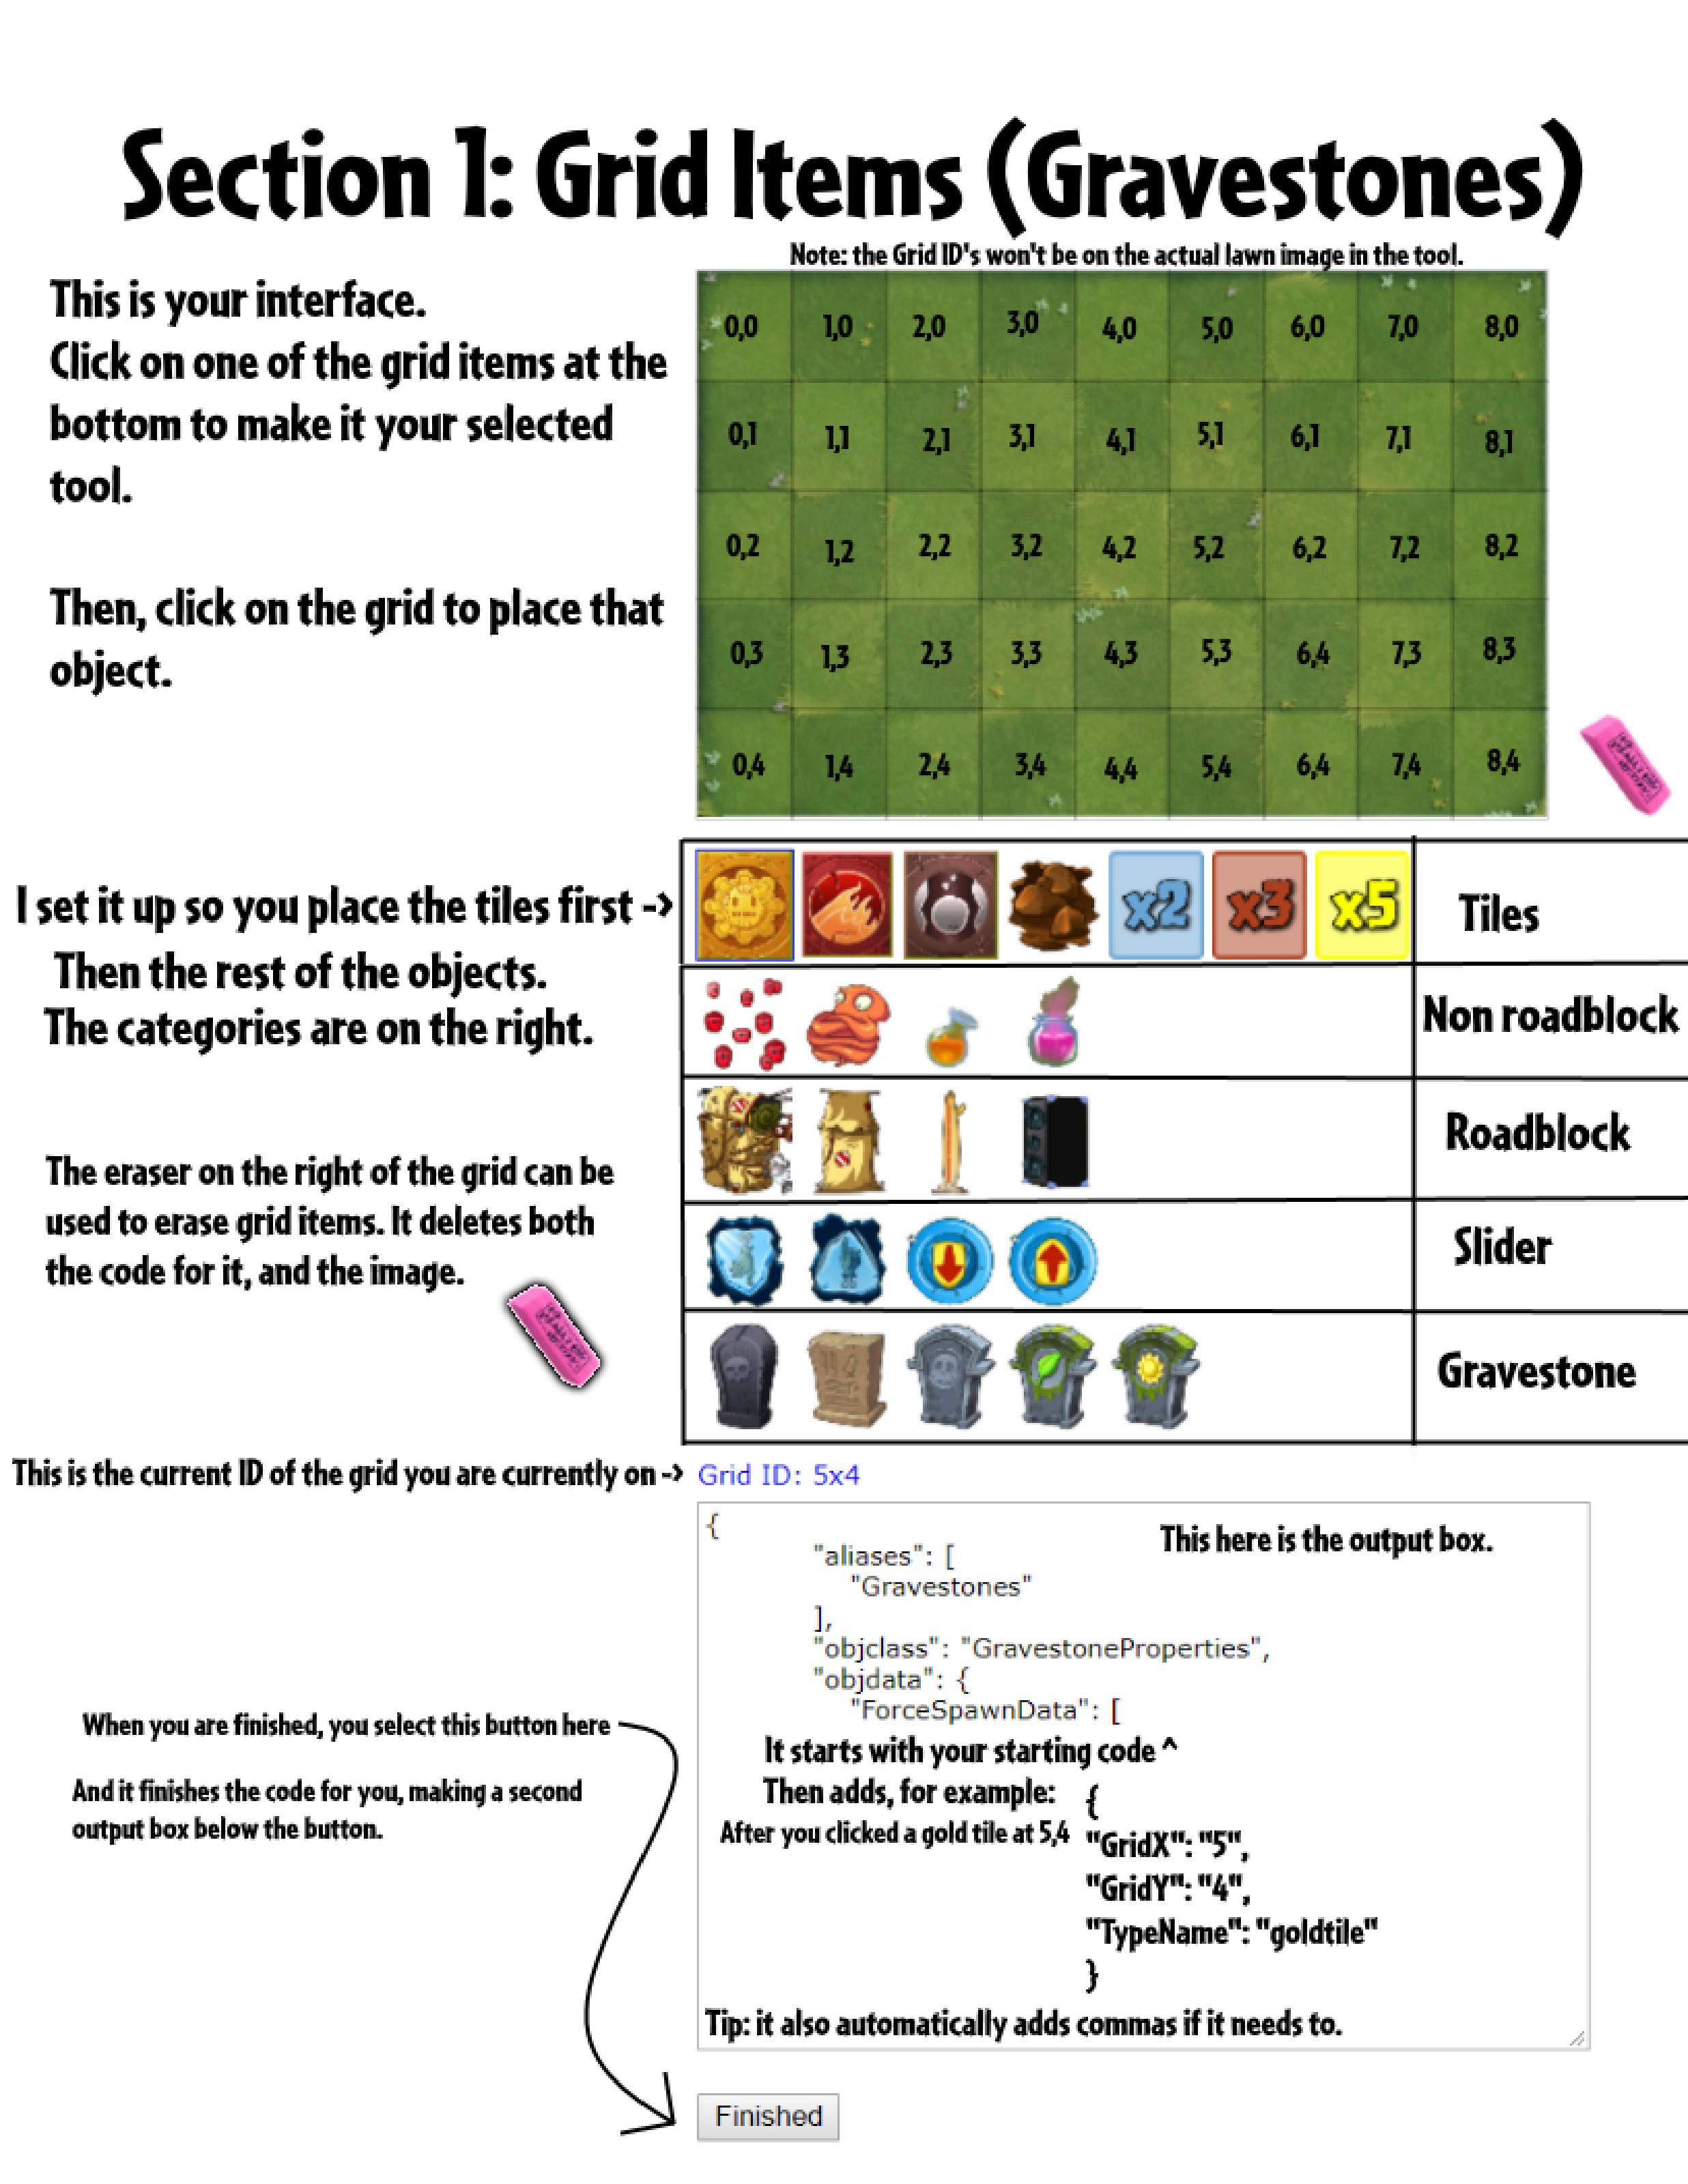 Section 1: Grid Items (Gravestones)
Note: the Grid ID's won't be on the actual lawn image in the tool.
This is your interface.
Click on one of the grid items at the
bottom to make it your selected
tool.
Then, click on the grid to place that
object.
0,0 1,0 2,0 3,0 4,0 5,0 6,0 7,0 8,0
0,1 1,1 2,1 3,1 4,1 5,1 6,1 7,1 8,1
0,2 1,2 2,2 3,2 4,2 5,2 6,2 7,2 8,2
0,3 1,3 2,3 3,3 4,3 5,3 6,4 7,3 8,3
0,4 1,4 2,4 3,4 4,4 5,4 6,4 7,4 8,4
I set it up so you place the tiles first ->
Then the rest of the objects.
The categories are on the right.
x2 x3 x5 Tiles
Non roadblock
Roadblock
Slider
Gravestone
The eraser on the right of the grid can be
used to erase grid items. It deletes both
the code for it, and the image.
This is the current ID of the grid you are currently on -> Grid ID: 5x4
{
"aliases": [
"Gravestones"
],
"objclass": "GravestoneProperties",
"objdata": {
"ForceSpawnData": [
This here is the output box.
It starts with your starting code ^
Then adds, for example:
After you clicked a gold tile at 5,4
{
"GridX": "5",
"GridY": "4",
"TypeName": "goldtile"
}
Tip: it also automatically adds commas if it needs to.
When you are finished, you select this button here
And it finishes the code for you, making a second
output box below the button.
Finished